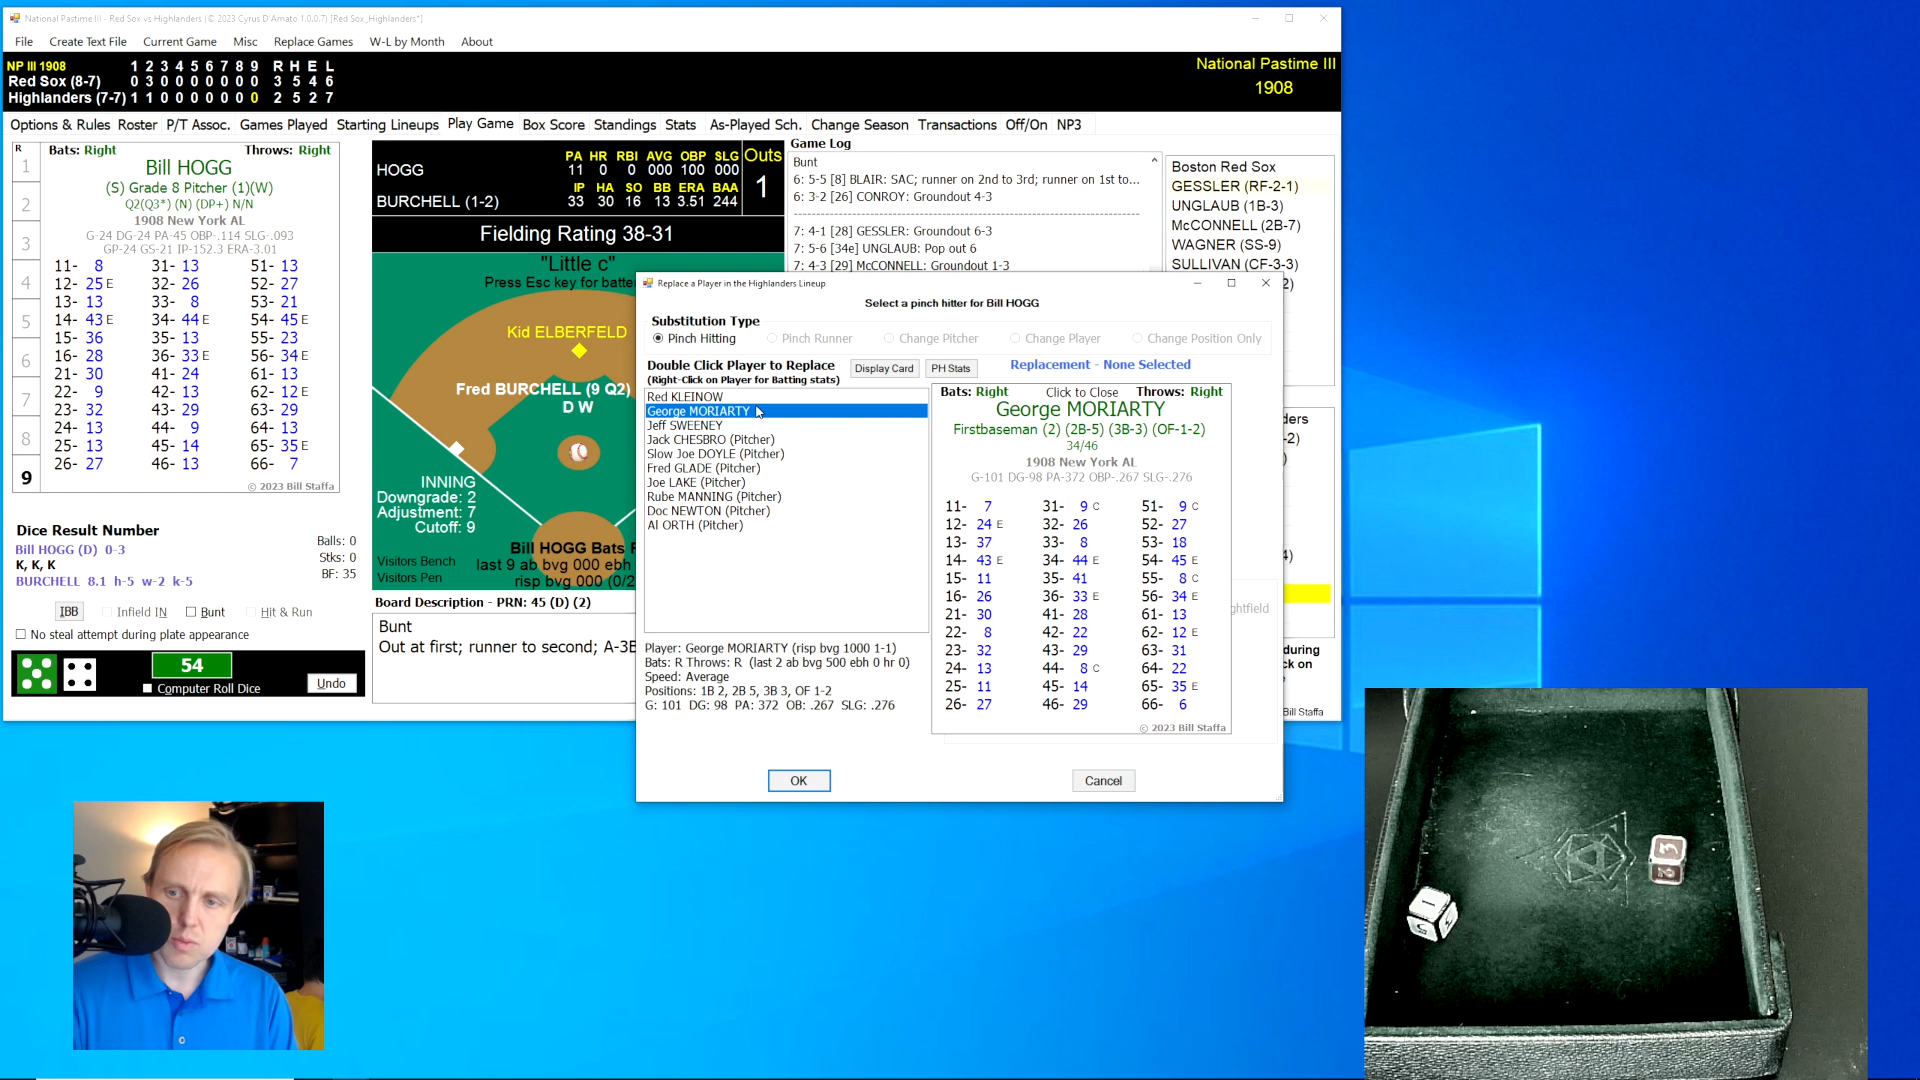 National Pastime III - Red Sox vs Highlanders (© 2023 Cyrus D Amato 1.0.0.7) [Red Sox_Highlanders*]
File Create Text File Current Game Misc Replace Games W-L by Month About
NP III 1908 1 2 3 4 5 6 7 8 9 R H E L
Red Sox (8-7) 0 3 0 0 0 0 0 0 0 3 5 4 6
Highlanders (7-7) 1 1 0 0 0 0 0 0 0 2 5 2 7
National Pastime III
1908
Options & Rules Roster P/T Assoc. Games Played Starting Lineups Play Game Box Score Standings Stats As-Played Sch. Change Season Transactions Off/On NP3
R
1
2
3
4
5
6
7
8
9
Bats: Right Throws: Right
Bill HOGG
(S) Grade 8 Pitcher (1)(W)
Q2(Q3*) (N) (DP+) N/N
1908 New York AL
G-24 DG-24 PA-45 OBP-.114 SLG-.093
GP-24 GS-21 IP-152.3 ERA-3.01
11- 8 31- 13 51- 13
12- 25 E 32- 26 52- 27
13- 13 33- 8 53- 21
14- 43 E 34- 44 E 54- 45 E
15- 36 35- 13 55- 23
16- 28 36- 33 E 56- 34 E
21- 30 41- 24 61- 13
22- 9 42- 13 62- 12 E
23- 32 43- 29 63- 29
24- 13 44- 9 64- 13
25- 13 45- 14 65- 35 E
26- 27 46- 13 66- 7
© 2023 Bill Staffa
Dice Result Number
Bill HOGG (D) 0-3
K, K, K
BURCHELL 8.1 h-5 w-2 k-5
Balls: 0
Stks: 0
BF: 35
IBB Infield IN Bunt Hit & Run
No steal attempt during plate appearance
54
Computer Roll Dice
Undo
PA HR RBI AVG OBP SLG
HOGG 11 0 0 000 100 000
IP HA SO BB ERA BAA
BURCHELL (1-2) 33 30 16 13 3.51 244
Outs
1
Fielding Rating 38-31
"Little c"
Press Esc key for batte
Kid ELBERFELD
Fred BURCHELL (9 Q2)
D W
INNING
Downgrade: 2
Adjustment: 7
Cutoff: 9
Visitors Bench
Visitors Pen
Bill HOGG Bats
last 9 ab bvg 000 ebh
risp bvg 000 (0/2
Board Description - PRN: 45 (D) (2)
Bunt
Out at first; runner to second; A-3B
Game Log
Bunt
6: 5-5 [8] BLAIR: SAC; runner on 2nd to 3rd; runner on 1st to...
6: 3-2 [26] CONROY: Groundout 4-3
7: 4-1 [28] GESSLER: Groundout 6-3
7: 5-6 [34e] UNGLAUB: Pop out 6
7: 4-3 [29] McCONNELL: Groundout 1-3
Boston Red Sox
GESSLER (RF-2-1)
UNGLAUB (1B-3)
McCONNELL (2B-7)
WAGNER (SS-9)
SULLIVAN (CF-3-3)
2)
ders
-2)
)
4)
ghtfield
during
ck on
Bill Staffa
Replace a Player in the Highlanders Lineup
Select a pinch hitter for Bill HOGG
Substitution Type
Pinch Hitting Pinch Runner Change Pitcher Change Player Change Position Only
Double Click Player to Replace
(Right-Click on Player for Batting stats)
Display Card PH Stats
Replacement - None Selected
Red KLEINOW
George MORIARTY
Jeff SWEENEY
Jack CHESBRO (Pitcher)
Slow Joe DOYLE (Pitcher)
Fred GLADE (Pitcher)
Joe LAKE (Pitcher)
Rube MANNING (Pitcher)
Doc NEWTON (Pitcher)
Al ORTH (Pitcher)
Player: George MORIARTY (risp bvg 1000 1-1)
Bats: R Throws: R (last 2 ab bvg 500 ebh 0 hr 0)
Speed: Average
Positions: 1B 2, 2B 5, 3B 3, OF 1-2
G: 101 DG: 98 PA: 372 OB: .267 SLG: .276
Bats: Right Click to Close Throws: Right
George MORIARTY
Firstbaseman (2) (2B-5) (3B-3) (OF-1-2)
34/46
1908 New York AL
G-101 DG-98 PA-372 OBP-.267 SLG-.276
11- 7 31- 9 C 51- 9 C
12- 24 E 32- 26 52- 27
13- 37 33- 8 53- 18
14- 43 E 34- 44 E 54- 45 E
15- 11 35- 41 55- 8 C
16- 26 36- 33 E 56- 34 E
21- 30 41- 28 61- 13
22- 8 42- 22 62- 12 E
23- 32 43- 29 63- 31
24- 13 44- 8 C 64- 22
25- 11 45- 14 65- 35 E
26- 27 46- 29 66- 6
© 2023 Bill Staffa
OK Cancel